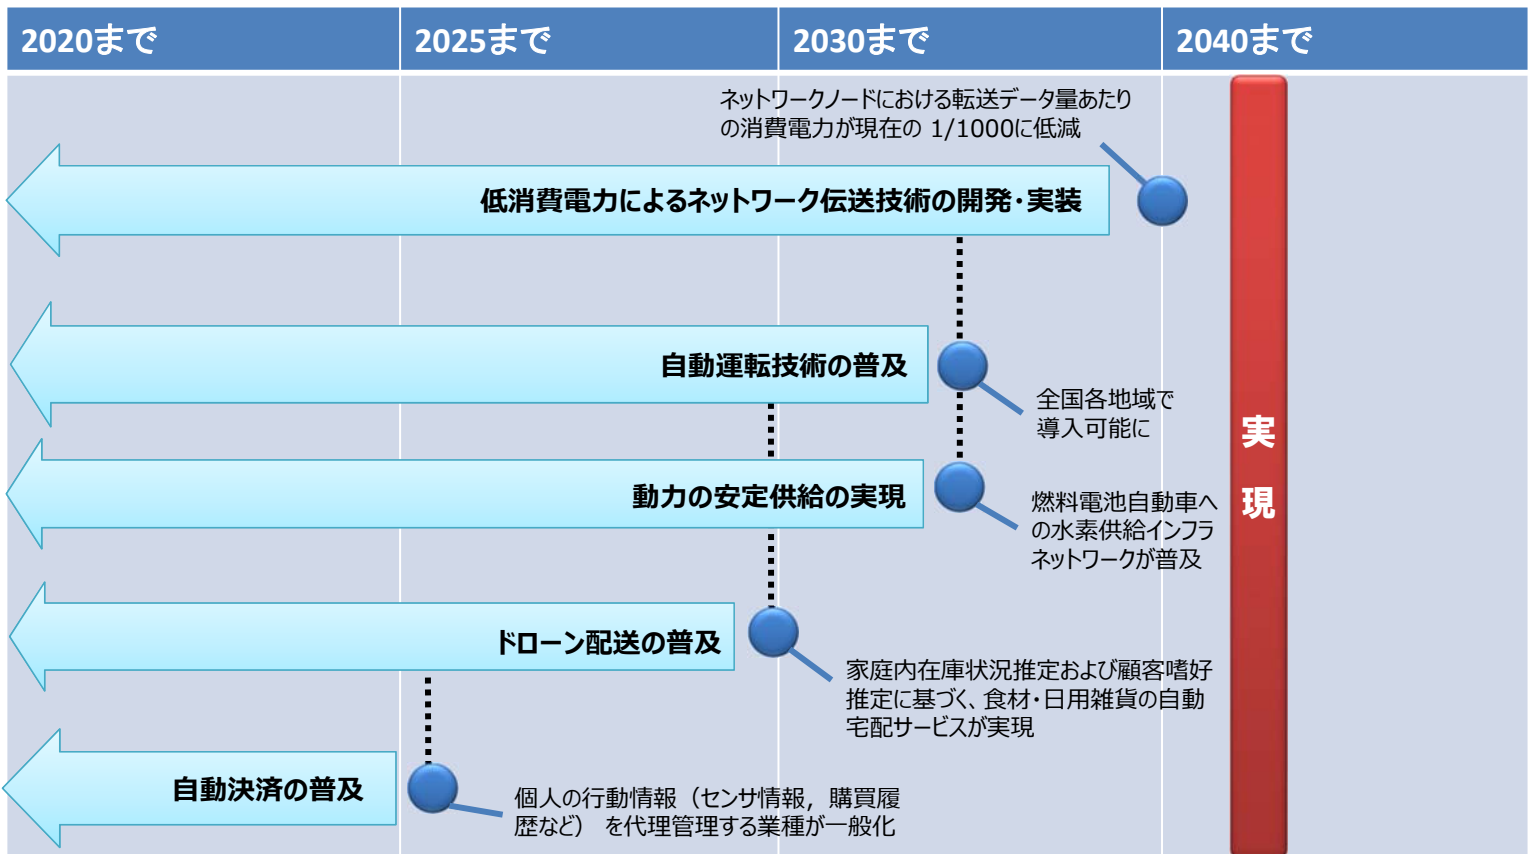 2020まで
2025まで
2030まで
2040まで
ネットワークノードにおける転送データ量あたり
の消費電力が現在の 1/1000に低減
低消費電力によるネットワーク伝送技術の開発・実装
自動運転技術の普及
全国各地域で
導入可能に
動力の安定供給の実現
燃料電池自動車へ
の水素供給インフラ
ネットワークが普及
ドローン配送の普及
家庭内在庫状況推定および顧客嗜好
推定に基づく、食材・日用雑貨の自動
宅配サービスが実現
自動決済の普及
個人の行動情報（センサ情報，購買履
歴など） を代理管理する業種が一般化
実
現